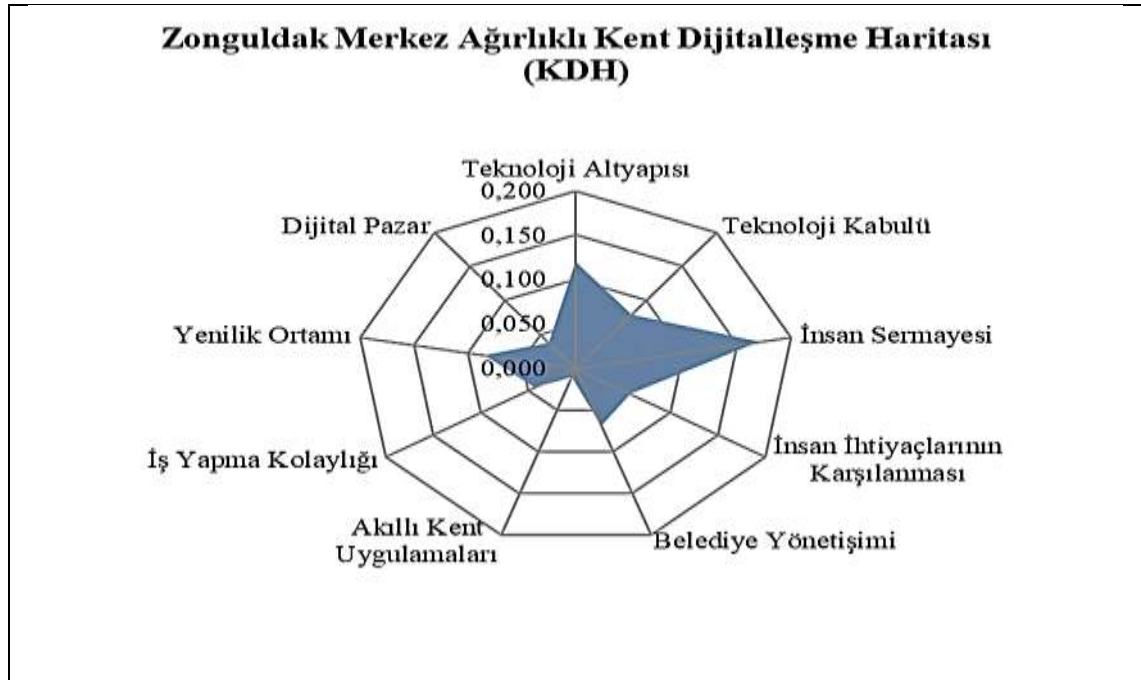 Zonguldak Merkez Ağırlıklı Kent Dijitalleşme Haritası
(KDH)
Teknoloji Altyapısı
0,200
0,150
0,100
0,050
0,000
Teknoloji Kabulü
İnsan Sermayesi
İnsan İhtiyaçlarının
Karşılanması
Belediye Yönetişimi
Akıllı Kent
Uygulamaları
İş Yapma Kolaylığı
Yenilik Ortamı
Dijital Pazar